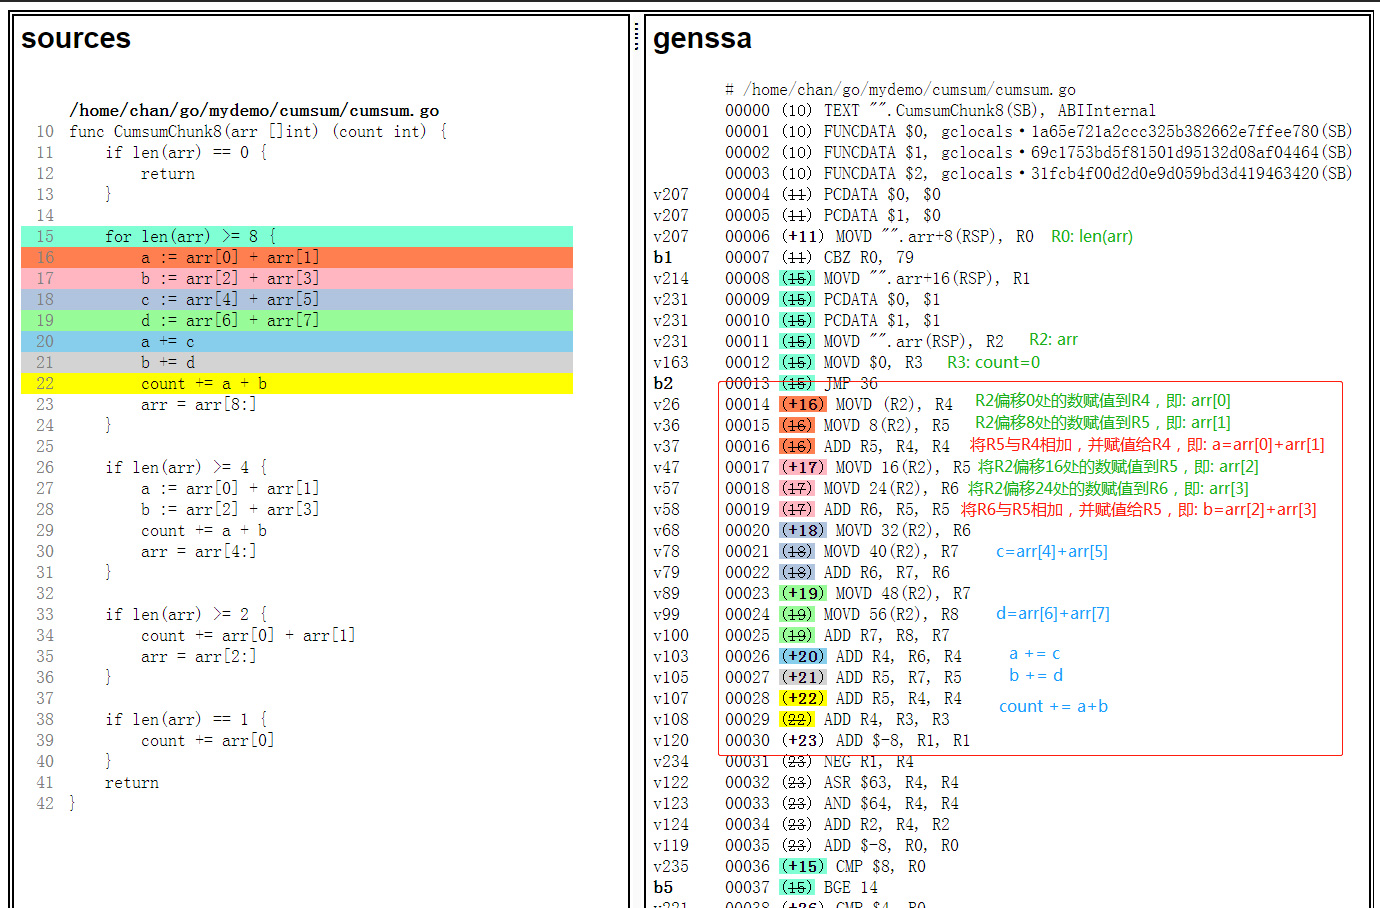 sources
/home/chan/go/mydemo/cumsum/cumsum.go
10 func CumsumChunk8(arr []int) (count int) {
11 if len(arr) == 0 {
12 return
13 }
14
15 for len(arr) >= 8 {
16 a := arr[0] + arr[1]
17 b := arr[2] + arr[3]
18 c := arr[4] + arr[5]
19 d := arr[6] + arr[7]
20 a += c
21 b += d
22 count += a + b
23 arr = arr[8:]
24 }
25
26 if len(arr) >= 4 {
27 a := arr[0] + arr[1]
28 b := arr[2] + arr[3]
29 count += a + b
30 arr = arr[4:]
31 }
32
33 if len(arr) >= 2 {
34 count += arr[0] + arr[1]
35 arr = arr[2:]
36 }
37
38 if len(arr) == 1 {
39 count += arr[0]
40 }
41 return
42 }
genssa
# /home/chan/go/mydemo/cumsum/cumsum.go
00000 (10) TEXT "".CumsumChunk8(SB), ABIInternal
00001 (10) FUNCDATA $0, gclocals·1a65e721a2ccc325b382662e7ffee780(SB)
00002 (10) FUNCDATA $1, gclocals·69c1753bd5f81501d95132d08af04464(SB)
00003 (10) FUNCDATA $2, gclocals·31fcb4f00d2d0e9d059bd3d419463420(SB)
v207 00004 (11) PCDATA $0, $0
v207 00005 (11) PCDATA $1, $0
v207 00006 (+11) MOVD "".arr+8(RSP), R0 R0: len(arr)
b1 00007 (11) CBZ R0, 79
v214 00008 (15) MOVD "".arr+16(RSP), R1
v231 00009 (15) PCDATA $0, $1
v231 00010 (15) PCDATA $1, $1
v231 00011 (15) MOVD "".arr(RSP), R2 R2: arr
v163 00012 (15) MOVD $0, R3 R3: count=0
b2 00013 (15) JMP 36
v26 00014 (+16) MOVD (R2), R4 R2偏移0处的数赋值到R4，即: arr[0]
v36 00015 (16) MOVD 8(R2), R5 R2偏移8处的数赋值到R5，即: arr[1]
v37 00016 (16) ADD R5, R4, R4 将R5与R4相加，并赋值给R4，即: a=arr[0]+arr[1]
v47 00017 (+17) MOVD 16(R2), R5 将R2偏移16处的数赋值到R5，即: arr[2]
v57 00018 (17) MOVD 24(R2), R6 将R2偏移24处的数赋值到R6，即: arr[3]
v58 00019 (17) ADD R6, R5, R5 将R6与R5相加，并赋值给R5，即: b=arr[2]+arr[3]
v68 00020 (+18) MOVD 32(R2), R6
v78 00021 (18) MOVD 40(R2), R7 c=arr[4]+arr[5]
v79 00022 (18) ADD R6, R7, R6
v89 00023 (+19) MOVD 48(R2), R7
v99 00024 (19) MOVD 56(R2), R8 d=arr[6]+arr[7]
v100 00025 (19) ADD R7, R8, R7
v103 00026 (+20) ADD R4, R6, R4 a += c
v105 00027 (+21) ADD R5, R7, R5 b += d
v107 00028 (+22) ADD R5, R4, R4 count += a+b
v108 00029 (22) ADD R4, R3, R3
v120 00030 (+23) ADD $-8, R1, R1
v234 00031 (23) NEG R1, R4
v122 00032 (23) ASR $63, R4, R4
v123 00033 (23) AND $64, R4, R4
v124 00034 (23) ADD R2, R4, R2
v119 00035 (23) ADD $-8, R0, R0
v235 00036 (+15) CMP $8, R0
b5 00037 (15) BGE 14
v221 00038 (+26) CMP $4, R0